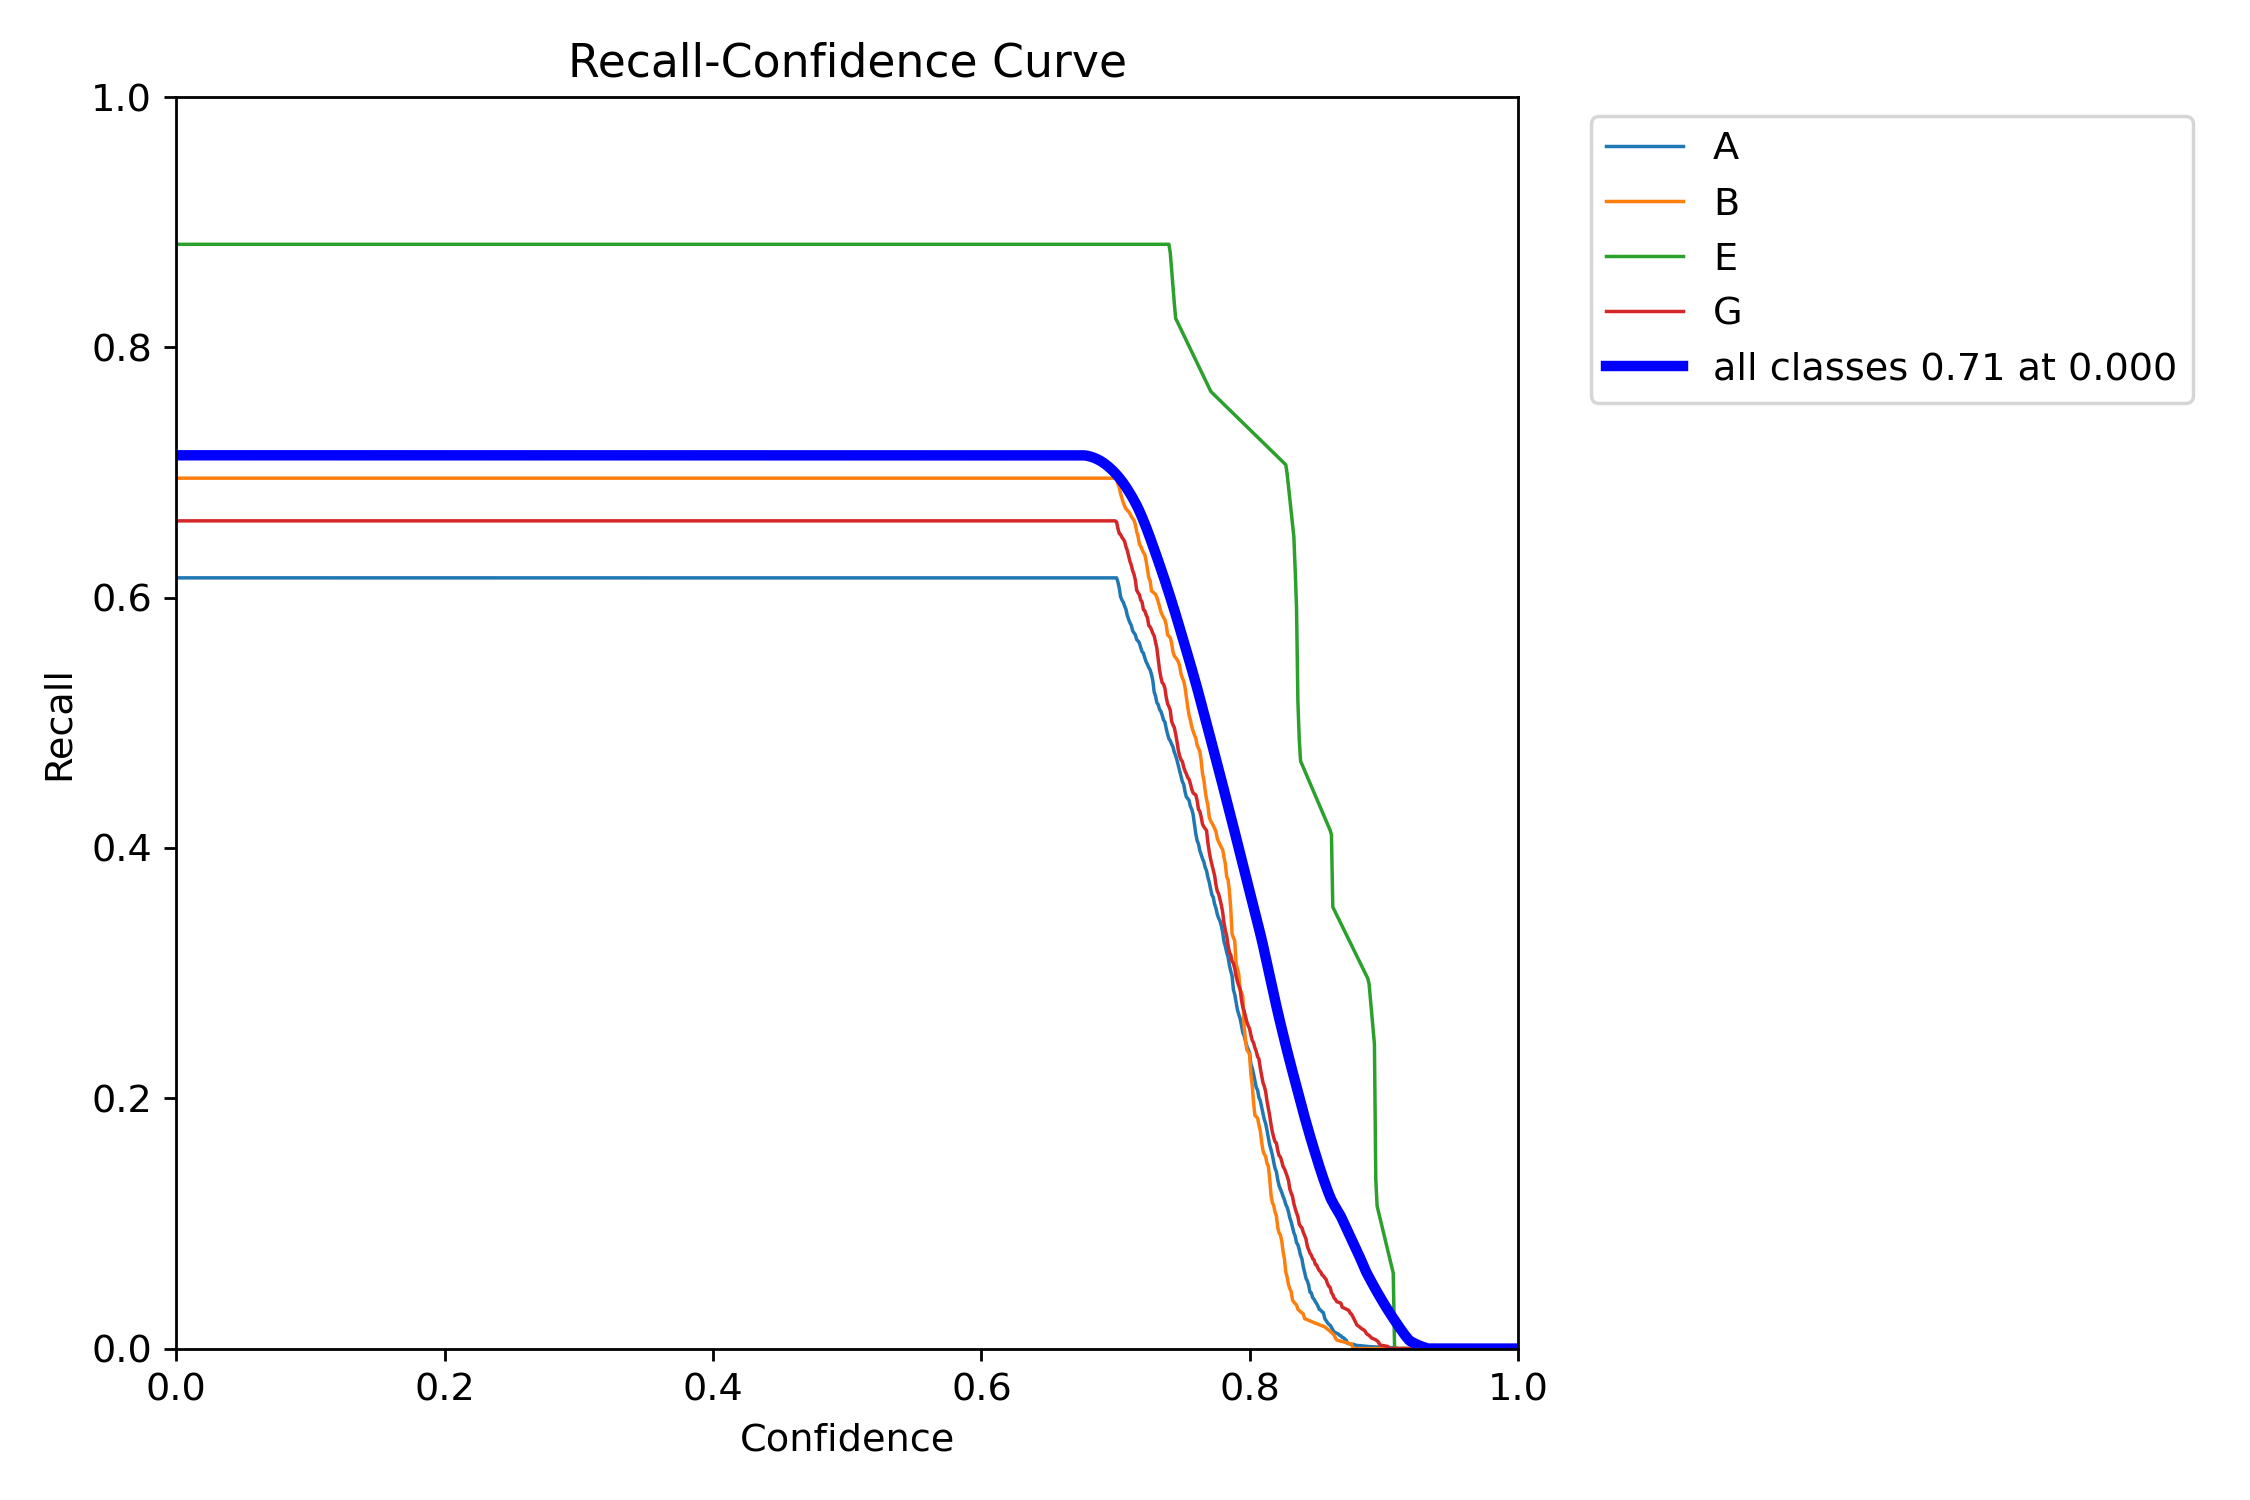 Recall-Confidence Curve
1.0
0.8
0.6
0.4
0.2
0.0
Recall
0.0 0.2 0.4 0.6 0.8 1.0
Confidence
A
B
E
G
all classes 0.71 at 0.000